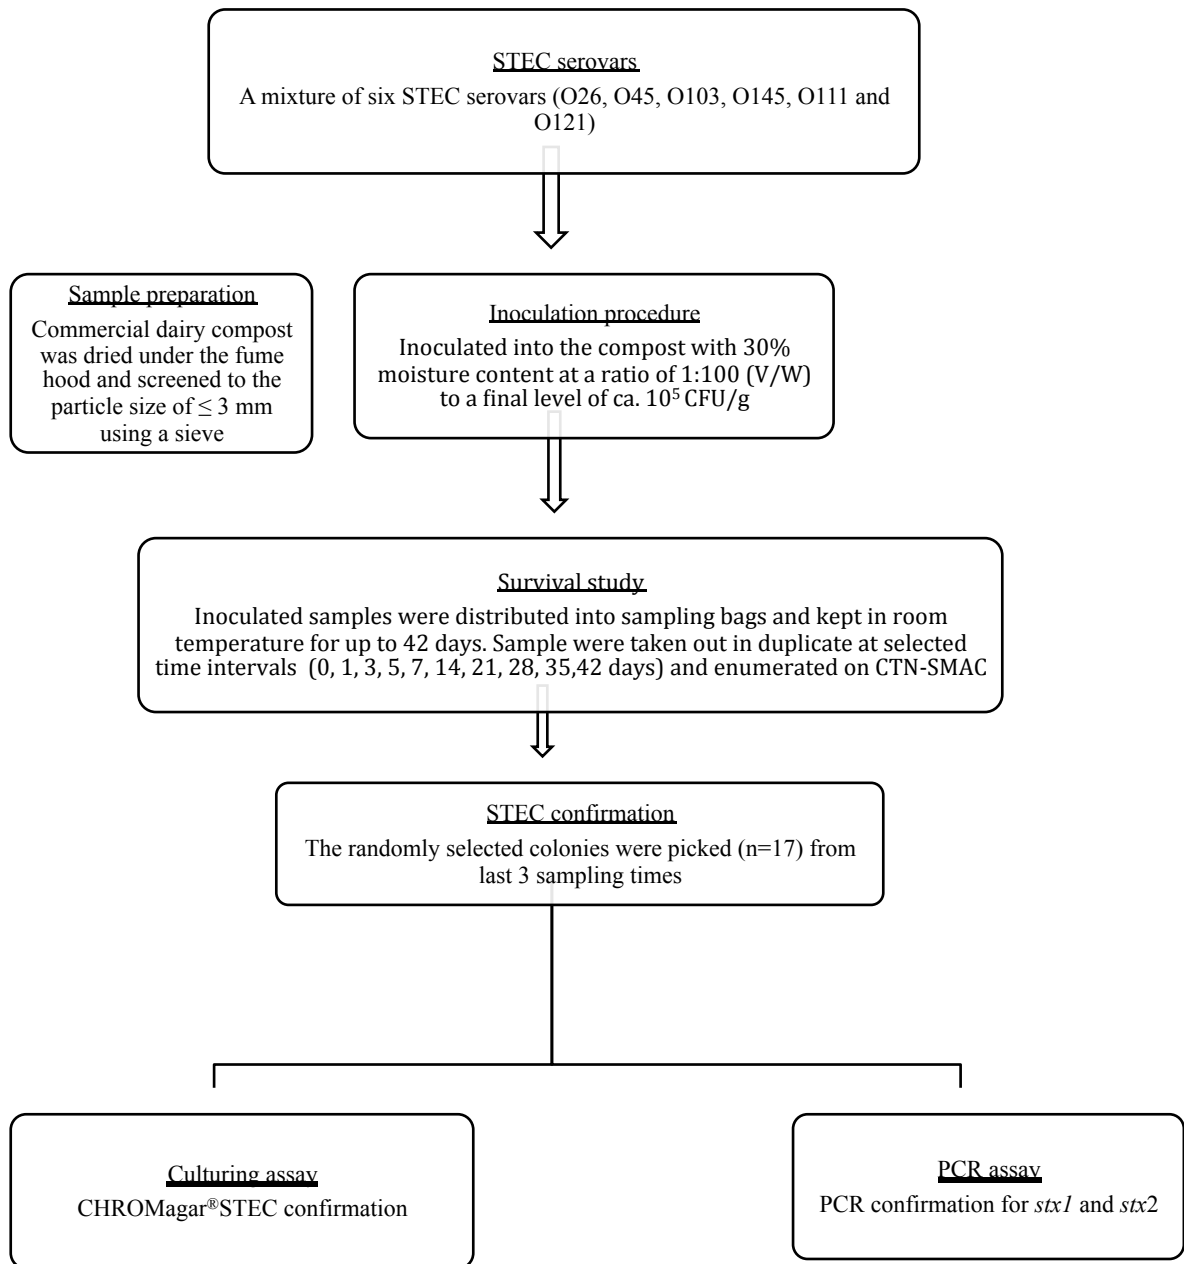 STEC serovars
A mixture of six STEC serovars (O26, O45, O103, O145, O111 and
O121)
Sample preparation
Commercial dairy compost
was dried under the fume
hood and screened to the
particle size of ≤ 3 mm
using a sieve
Inoculation procedure
Inoculated into the compost with 30%
moisture content at a ratio of 1:100 (V/W)
to a final level of ca. 10⁵ CFU/g
Survival study
Inoculated samples were distributed into sampling bags and kept in room
temperature for up to 42 days. Sample were taken out in duplicate at selected
time intervals (0, 1, 3, 5, 7, 14, 21, 28, 35,42 days) and enumerated on CTN-SMAC
STEC confirmation
The randomly selected colonies were picked (n=17) from
last 3 sampling times
Culturing assay
CHROMagar®STEC confirmation
PCR assay
PCR confirmation for stx1 and stx2